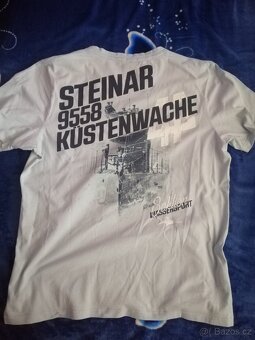 STEINAR
9558
KÜSTENWACHE
WASSERSPORT
© Bazos.cz